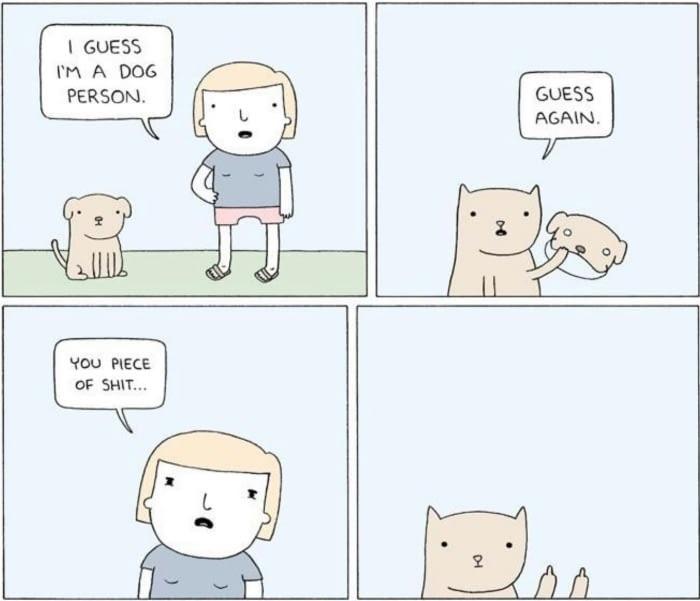 I GUESS
I'M A DOG
PERSON.
GUESS
AGAIN.
YOU PIECE
OF SHIT...